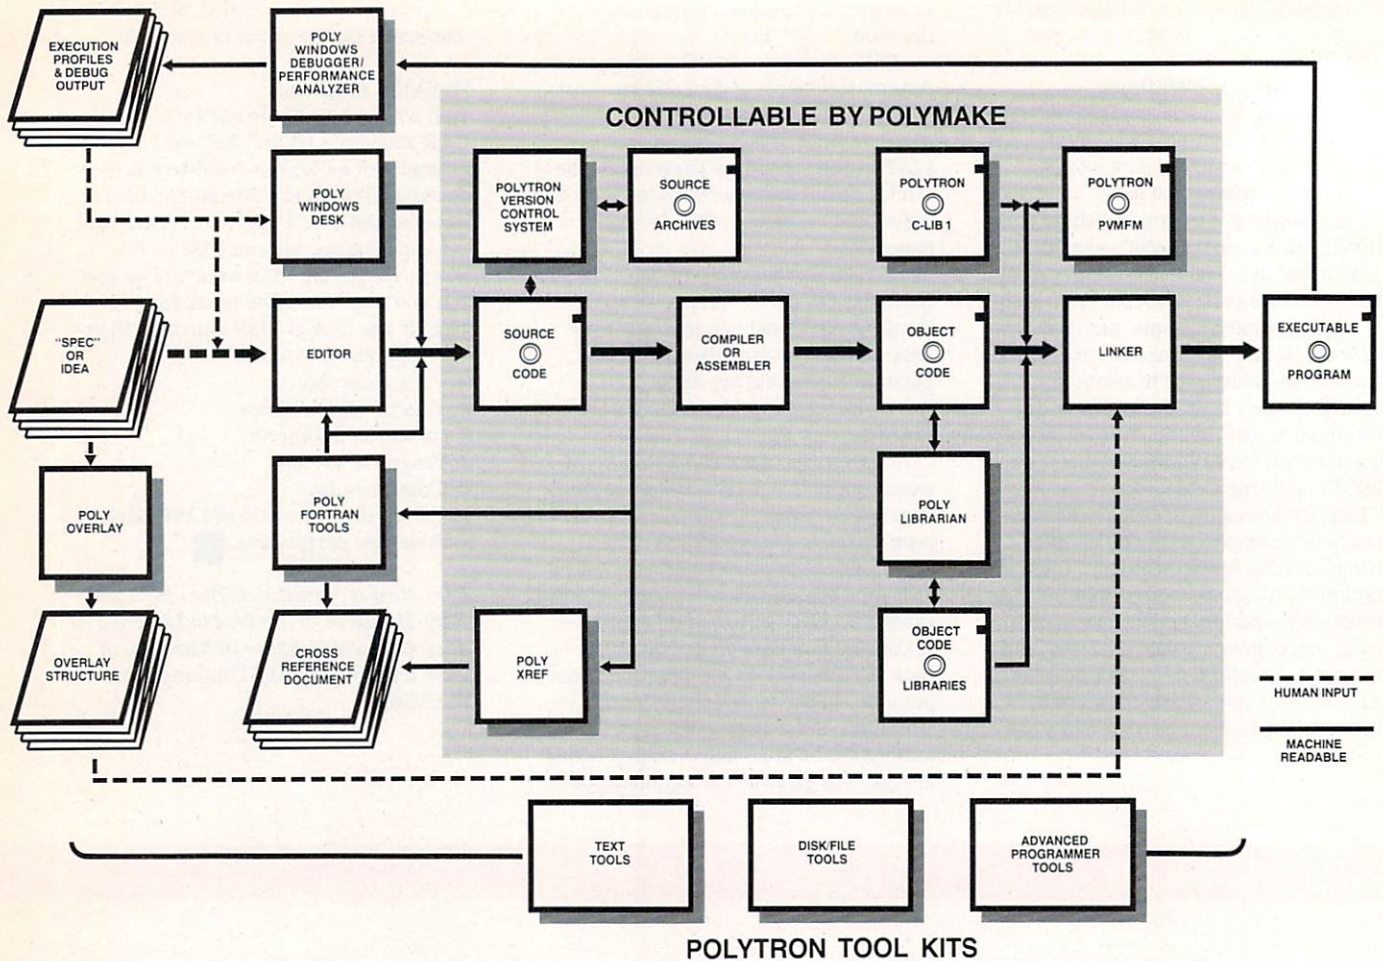 EXECUTION
PROFILES
& DEBUG
OUTPUT
POLY
WINDOWS
DEBUGGER/
PERFORMANCE
ANALYZER
CONTROLLABLE BY POLYMAKE
POLY
WINDOWS
DESK
POLYTRON
VERSION
CONTROL
SYSTEM
SOURCE
ARCHIVES
POLYTRON
C-LIB 1
POLYTRON
PVMFM
"SPEC"
OR
IDEA
EDITOR
SOURCE
CODE
COMPILER
OR
ASSEMBLER
OBJECT
CODE
LINKER
EXECUTABLE
PROGRAM
POLY
OVERLAY
POLY
FORTRAN
TOOLS
POLY
LIBRARIAN
OVERLAY
STRUCTURE
CROSS
REFERENCE
DOCUMENT
POLY
XREF
OBJECT
CODE
LIBRARIES
HUMAN INPUT
MACHINE
READABLE
TEXT
TOOLS
DISK/FILE
TOOLS
ADVANCED
PROGRAMMER
TOOLS
POLYTRON TOOL KITS